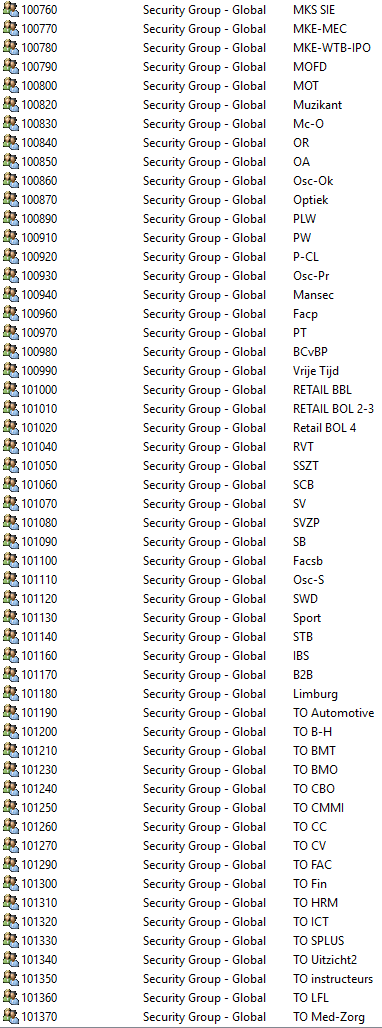 100760 Security Group - Global MKS SIE
100770 Security Group - Global MKE-MEC
100780 Security Group - Global MKE-WTB-IPO
100790 Security Group - Global MOFD
100800 Security Group - Global MOT
100820 Security Group - Global Muzikant
100830 Security Group - Global Mc-O
100840 Security Group - Global OR
100850 Security Group - Global OA
100860 Security Group - Global Osc-Ok
100870 Security Group - Global Optiek
100890 Security Group - Global PLW
100910 Security Group - Global PW
100920 Security Group - Global P-CL
100930 Security Group - Global Osc-Pr
100940 Security Group - Global Mansec
100960 Security Group - Global Facp
100970 Security Group - Global PT
100980 Security Group - Global BCvBP
100990 Security Group - Global Vrije Tijd
101000 Security Group - Global RETAIL BBL
101010 Security Group - Global RETAIL BOL 2-3
101020 Security Group - Global Retail BOL 4
101040 Security Group - Global RVT
101050 Security Group - Global SSZT
101060 Security Group - Global SCB
101070 Security Group - Global SV
101080 Security Group - Global SVZP
101090 Security Group - Global SB
101100 Security Group - Global Facsb
101110 Security Group - Global Osc-S
101120 Security Group - Global SWD
101130 Security Group - Global Sport
101140 Security Group - Global STB
101160 Security Group - Global IBS
101170 Security Group - Global B2B
101180 Security Group - Global Limburg
101190 Security Group - Global TO Automotive
101200 Security Group - Global TO B-H
101210 Security Group - Global TO BMT
101230 Security Group - Global TO BMO
101240 Security Group - Global TO CBO
101250 Security Group - Global TO CMMI
101260 Security Group - Global TO CC
101270 Security Group - Global TO CV
101290 Security Group - Global TO FAC
101300 Security Group - Global TO Fin
101310 Security Group - Global TO HRM
101320 Security Group - Global TO ICT
101330 Security Group - Global TO SPLUS
101340 Security Group - Global TO Uitzicht2
101350 Security Group - Global TO instructeurs
101360 Security Group - Global TO LFL
101370 Security Group - Global TO Med-Zorg